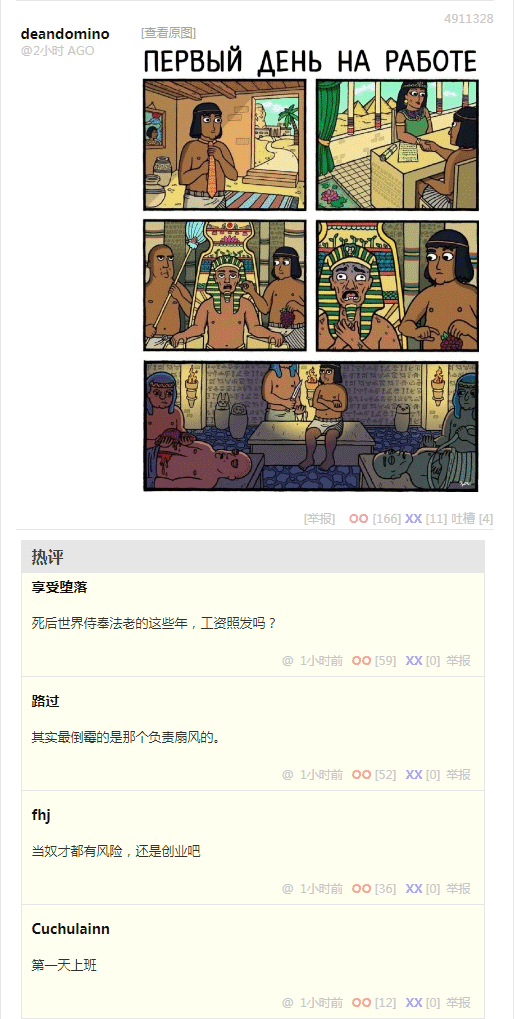 4911328
deandomino
[查看原图]
@2小时 AGO
ПЕРВЫЙ ДЕНЬ НА РАБОТЕ
[举报] OO [166] XX [11] 吐槽 [4]
热评
享受堕落
死后世界侍奉法老的这些年，工资照发吗？
@ 1小时前 OO [59] XX [0] 举报
路过
其实最倒霉的是那个负责扇风的。
@ 1小时前 OO [52] XX [0] 举报
fhj
当奴才都有风险，还是创业吧
@ 1小时前 OO [36] XX [0] 举报
Cuchulainn
第一天上班
@ 1小时前 OO [12] XX [0] 举报